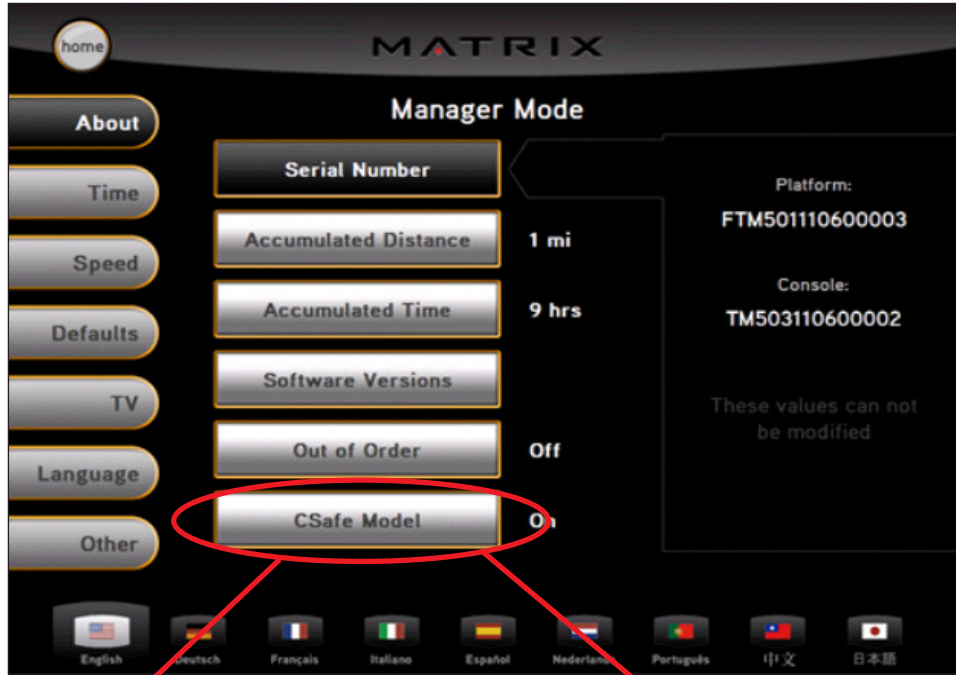 home
MATRIX
Manager Mode
About
Time
Speed
Defaults
TV
Language
Other
Serial Number
Accumulated Distance
1 mi
Accumulated Time
9 hrs
Software Versions
Out of Order
Off
CSafe Model
On
Platform:
FTM501110600003
Console:
TM503110600002
These values can not
be modified
English
Deutsch
Français
Italiano
Español
Nederlands
Português
中文
日本語